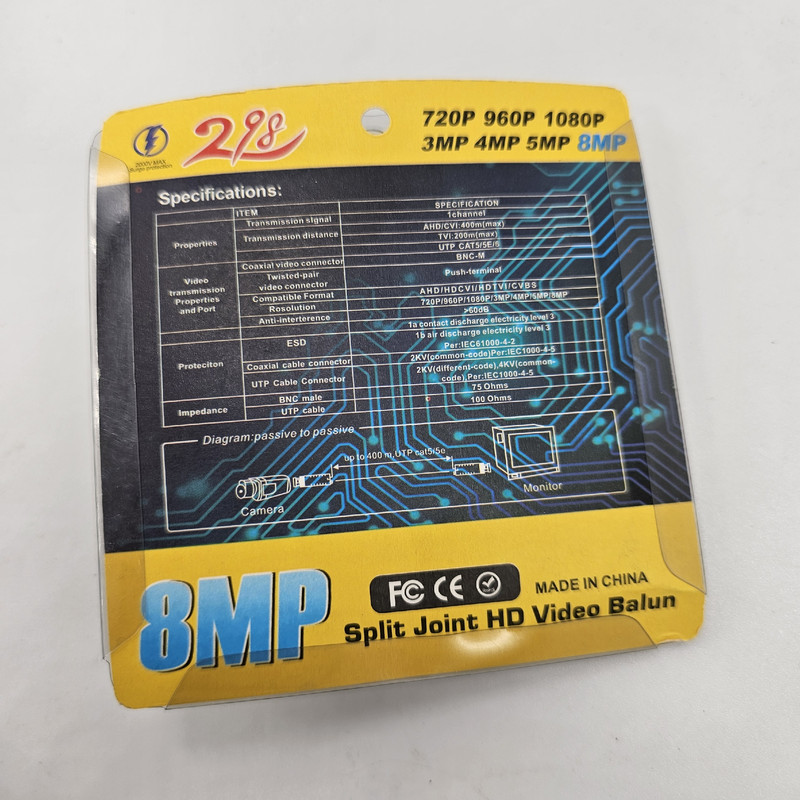 298
720P 960P 1080P
3MP 4MP 5MP 8MP
2000V MAX
Surge protection
Specifications:
ITEM SPECIFICATION
Transmission signal 1channel
Properties Transmission distance AHD/CVI:400m(max)
TVI:200m(max)
UTP CAT5/5E/6
Coaxial video connector BNC-M
Video transmission Properties and Port Twisted-pair video connector Push-terminal
Compatible Format AHD/HDCVI/HDTVI/CVBS
Rosolution 720P/960P/1080P/3MP/4MP/5MP/8MP
Anti-interference >60dB
Proteciton ESD 1a contact discharge electricity level 3
1b air discharge electricity level 3
Per:IEC61000-4-2
Coaxial cable connector 2KV(common-code)Per:IEC1000-4-5
UTP Cable Connector 2KV(different-code),4KV(common-
code),Per:IEC1000-4-5
Impedance BNC male 75 Ohms
UTP cable 100 Ohms
Diagram:passive to passive
up to 400 m,UTP cat5/5e
Camera
Monitor
8MP
FC CE
MADE IN CHINA
Split Joint HD Video Balun